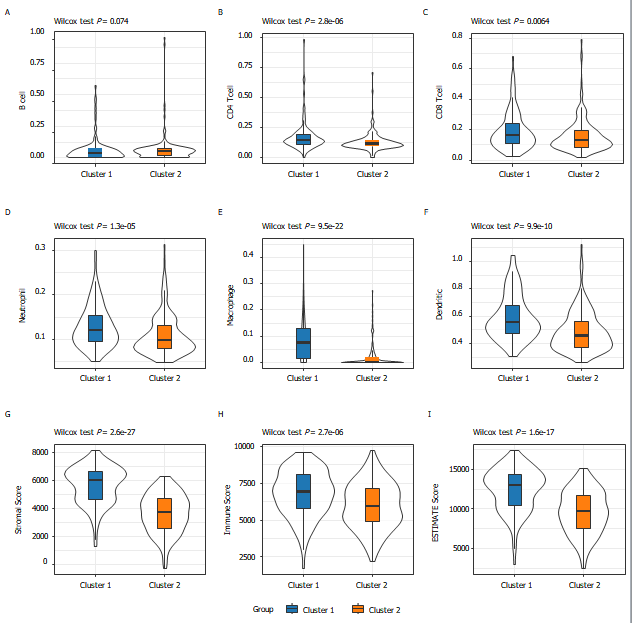 A
Wilcox test P = 0.074
B cell
1.00
0.75
0.50
0.25
0.00
Cluster 1 Cluster 2
B
Wilcox test P = 2.8e-06
CD4 Tcell
1.00
0.75
0.50
0.25
0.00
Cluster 1 Cluster 2
C
Wilcox test P = 0.0064
CD8 Tcell
0.8
0.6
0.4
0.2
0.0
Cluster 1 Cluster 2
D
Wilcox test P = 1.3e-05
Neutrophil
0.3
0.2
0.1
Cluster 1 Cluster 2
E
Wilcox test P = 9.5e-22
Macrophage
0.4
0.3
0.2
0.1
0.0
Cluster 1 Cluster 2
F
Wilcox test P = 9.9e-10
Dendritic
1.0
0.8
0.6
0.4
Cluster 1 Cluster 2
G
Wilcox test P = 2.6e-27
Stromal Score
8000
6000
4000
2000
0
Cluster 1 Cluster 2
H
Wilcox test P = 2.7e-06
Immune Score
10000
7500
5000
2500
Cluster 1 Cluster 2
I
Wilcox test P = 1.6e-17
ESTIMATE Score
15000
10000
5000
Cluster 1 Cluster 2
Group Cluster 1 Cluster 2